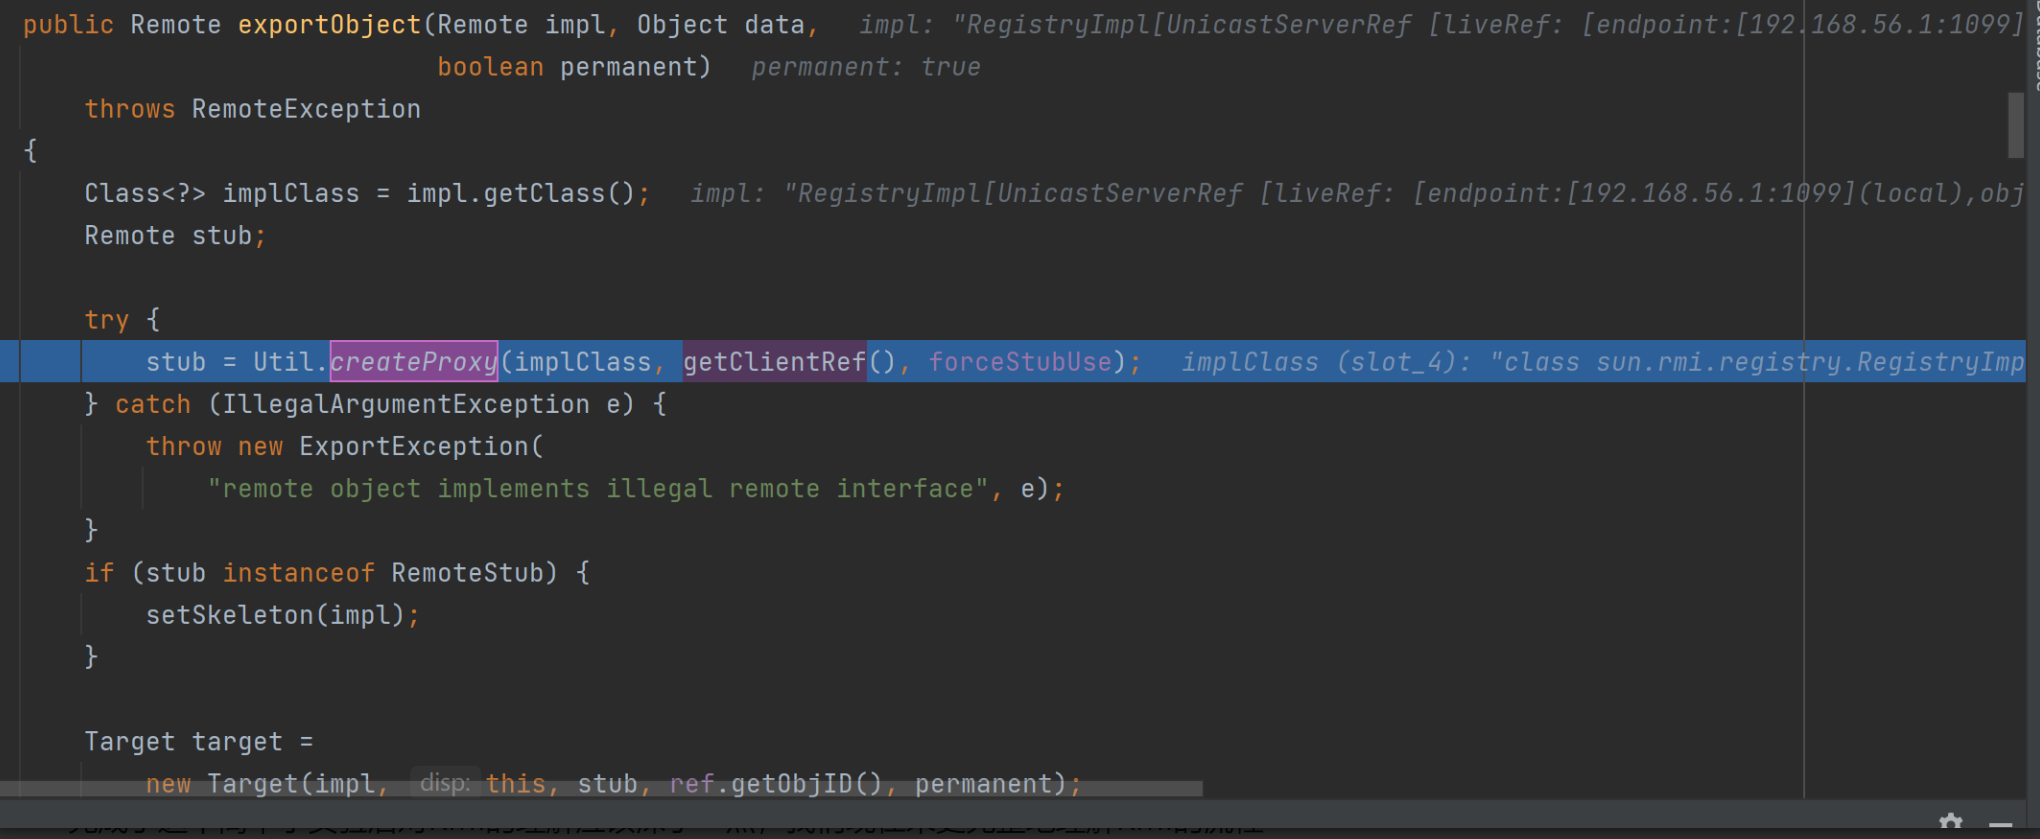 public Remote exportObject(Remote impl, Object data,   impl: "RegistryImpl[UnicastServerRef [liveRef: [endpoint:[192.168.56.1:1099]
boolean permanent)   permanent: true
throws RemoteException
{
Class<?> implClass = impl.getClass();   impl: "RegistryImpl[UnicastServerRef [liveRef: [endpoint:[192.168.56.1:1099](local),obj
Remote stub;
try {
stub = Util.createProxy(implClass, getClientRef(), forceStubUse);   implClass (slot_4): "class sun.rmi.registry.RegistryImp
} catch (IllegalArgumentException e) {
throw new ExportException(
"remote object implements illegal remote interface", e);
}
if (stub instanceof RemoteStub) {
setSkeleton(impl);
}
Target target =
new Target(impl, disp: this, stub, ref.getObjID(), permanent);